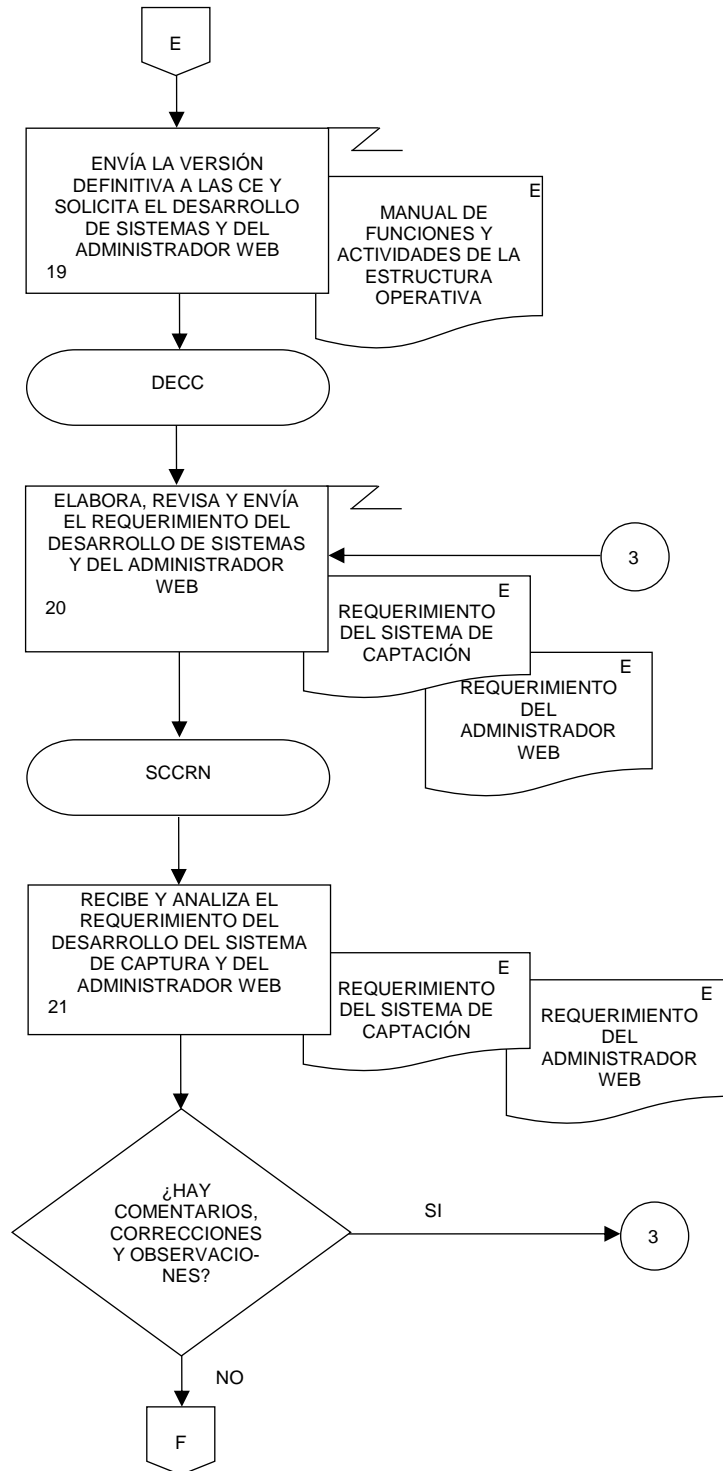 E
ENVÍA LA VERSIÓN
DEFINITIVA A LAS CE Y
SOLICITA EL DESARROLLO
DE SISTEMAS Y DEL
ADMINISTRADOR WEB
19
E
MANUAL DE
FUNCIONES Y
ACTIVIDADES DE LA
ESTRUCTURA
OPERATIVA
DECC
ELABORA, REVISA Y ENVÍA
EL REQUERIMIENTO DEL
DESARROLLO DE SISTEMAS
Y DEL ADMINISTRADOR
WEB
20
3
E
REQUERIMIENTO
DEL SISTEMA DE
CAPTACIÓN
E
REQUERIMIENTO
DEL
ADMINISTRADOR
WEB
SCCRN
RECIBE Y ANALIZA EL
REQUERIMIENTO DEL
DESARROLLO DEL SISTEMA
DE CAPTURA Y DEL
ADMINISTRADOR WEB
21
E
REQUERIMIENTO
DEL SISTEMA DE
CAPTACIÓN
E
REQUERIMIENTO
DEL
ADMINISTRADOR
WEB
¿HAY
COMENTARIOS,
CORRECCIONES
Y OBSERVACIO-
NES?
SI
3
NO
F